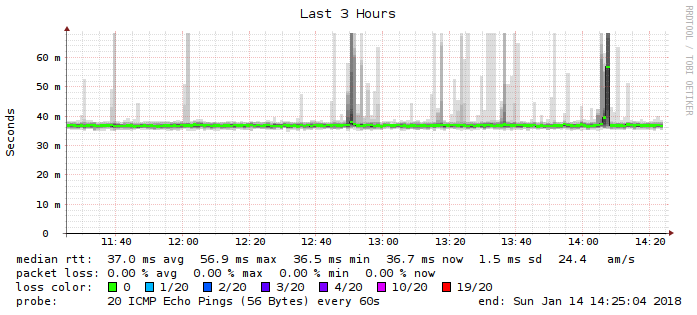 Last 3 Hours
RRDTOOL / TOBI OETIKER
Seconds
60 m
50 m
40 m
30 m
20 m
10 m
0
11:40 12:00 12:20 12:40 13:00 13:20 13:40 14:00 14:20
median rtt: 37.0 ms avg 56.9 ms max 36.5 ms min 36.7 ms now 1.5 ms sd 24.4 am/s
packet loss: 0.00 % avg 0.00 % max 0.00 % min 0.00 % now
loss color: 0 1/20 2/20 3/20 4/20 10/20 19/20
probe: 20 ICMP Echo Pings (56 Bytes) every 60s end: Sun Jan 14 14:25:04 2018